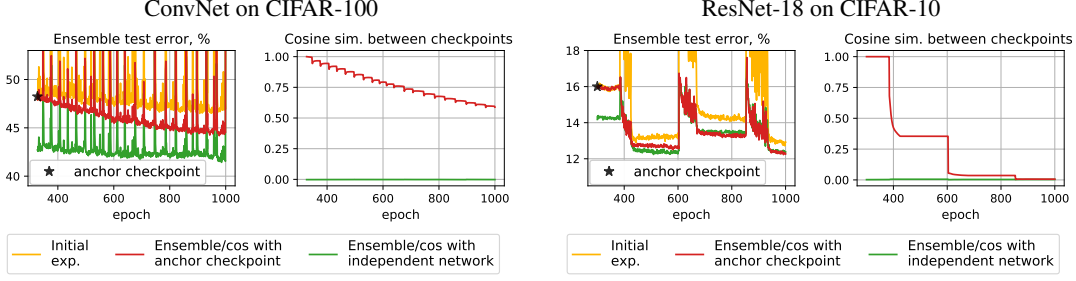 ConvNet on CIFAR-100
Ensemble test error, %
50
45
40
400
600
800
1000
epoch
anchor checkpoint
Cosine sim. between checkpoints
1.00
0.75
0.50
0.25
0.00
400
600
800
1000
epoch
Initial exp.
Ensemble/cos with anchor checkpoint
Ensemble/cos with independent network
ResNet-18 on CIFAR-10
Ensemble test error, %
18
16
14
12
400
600
800
1000
epoch
anchor checkpoint
Cosine sim. between checkpoints
1.00
0.75
0.50
0.25
0.00
400
600
800
1000
epoch
Initial
exp.
Ensemble/cos with
anchor checkpoint
Ensemble/cos with
independent network